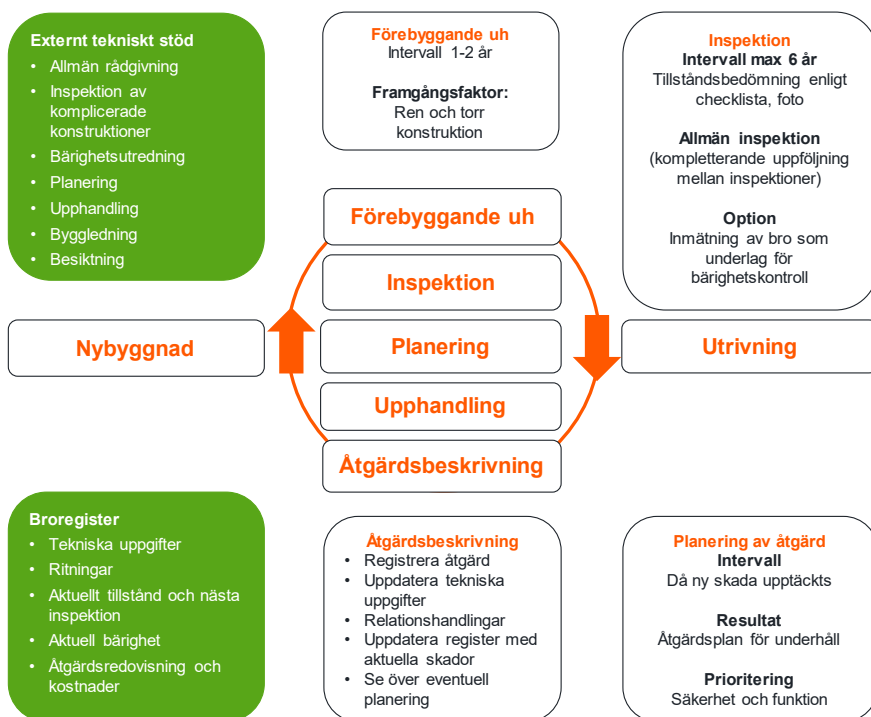 Externt tekniskt stöd
• Allmän rådgivning
• Inspektion av
komplicerade
konstruktioner
• Bärighetsutredning
• Planering
• Upphandling
• Byggledning
• Besiktning
Förebyggande uh
Intervall 1-2 år
Framgångsfaktor:
Ren och torr
konstruktion
Inspektion
Intervall max 6 år
Tillståndsbedömning enligt
checklista, foto
Allmän inspektion
(kompletterande uppföljning
mellan inspektioner)
Option
Inmätning av bro som
underlag för
bärighetskontroll
Förebyggande uh
Inspektion
Nybyggnad
Planering
Utrivning
Upphandling
Åtgärdsbeskrivning
Broregister
• Tekniska uppgifter
• Ritningar
• Aktuellt tillstånd och nästa
inspektion
• Aktuell bärighet
• Åtgärdsredovisning och
kostnader
Åtgärdsbeskrivning
• Registrera åtgärd
• Uppdatera tekniska
uppgifter
• Relationshandlingar
• Uppdatera register med
aktuella skador
• Se över eventuell
planering
Planering av åtgärd
Intervall
Då ny skada upptäckts
Resultat
Åtgärdsplan för underhåll
Prioritering
Säkerhet och funktion